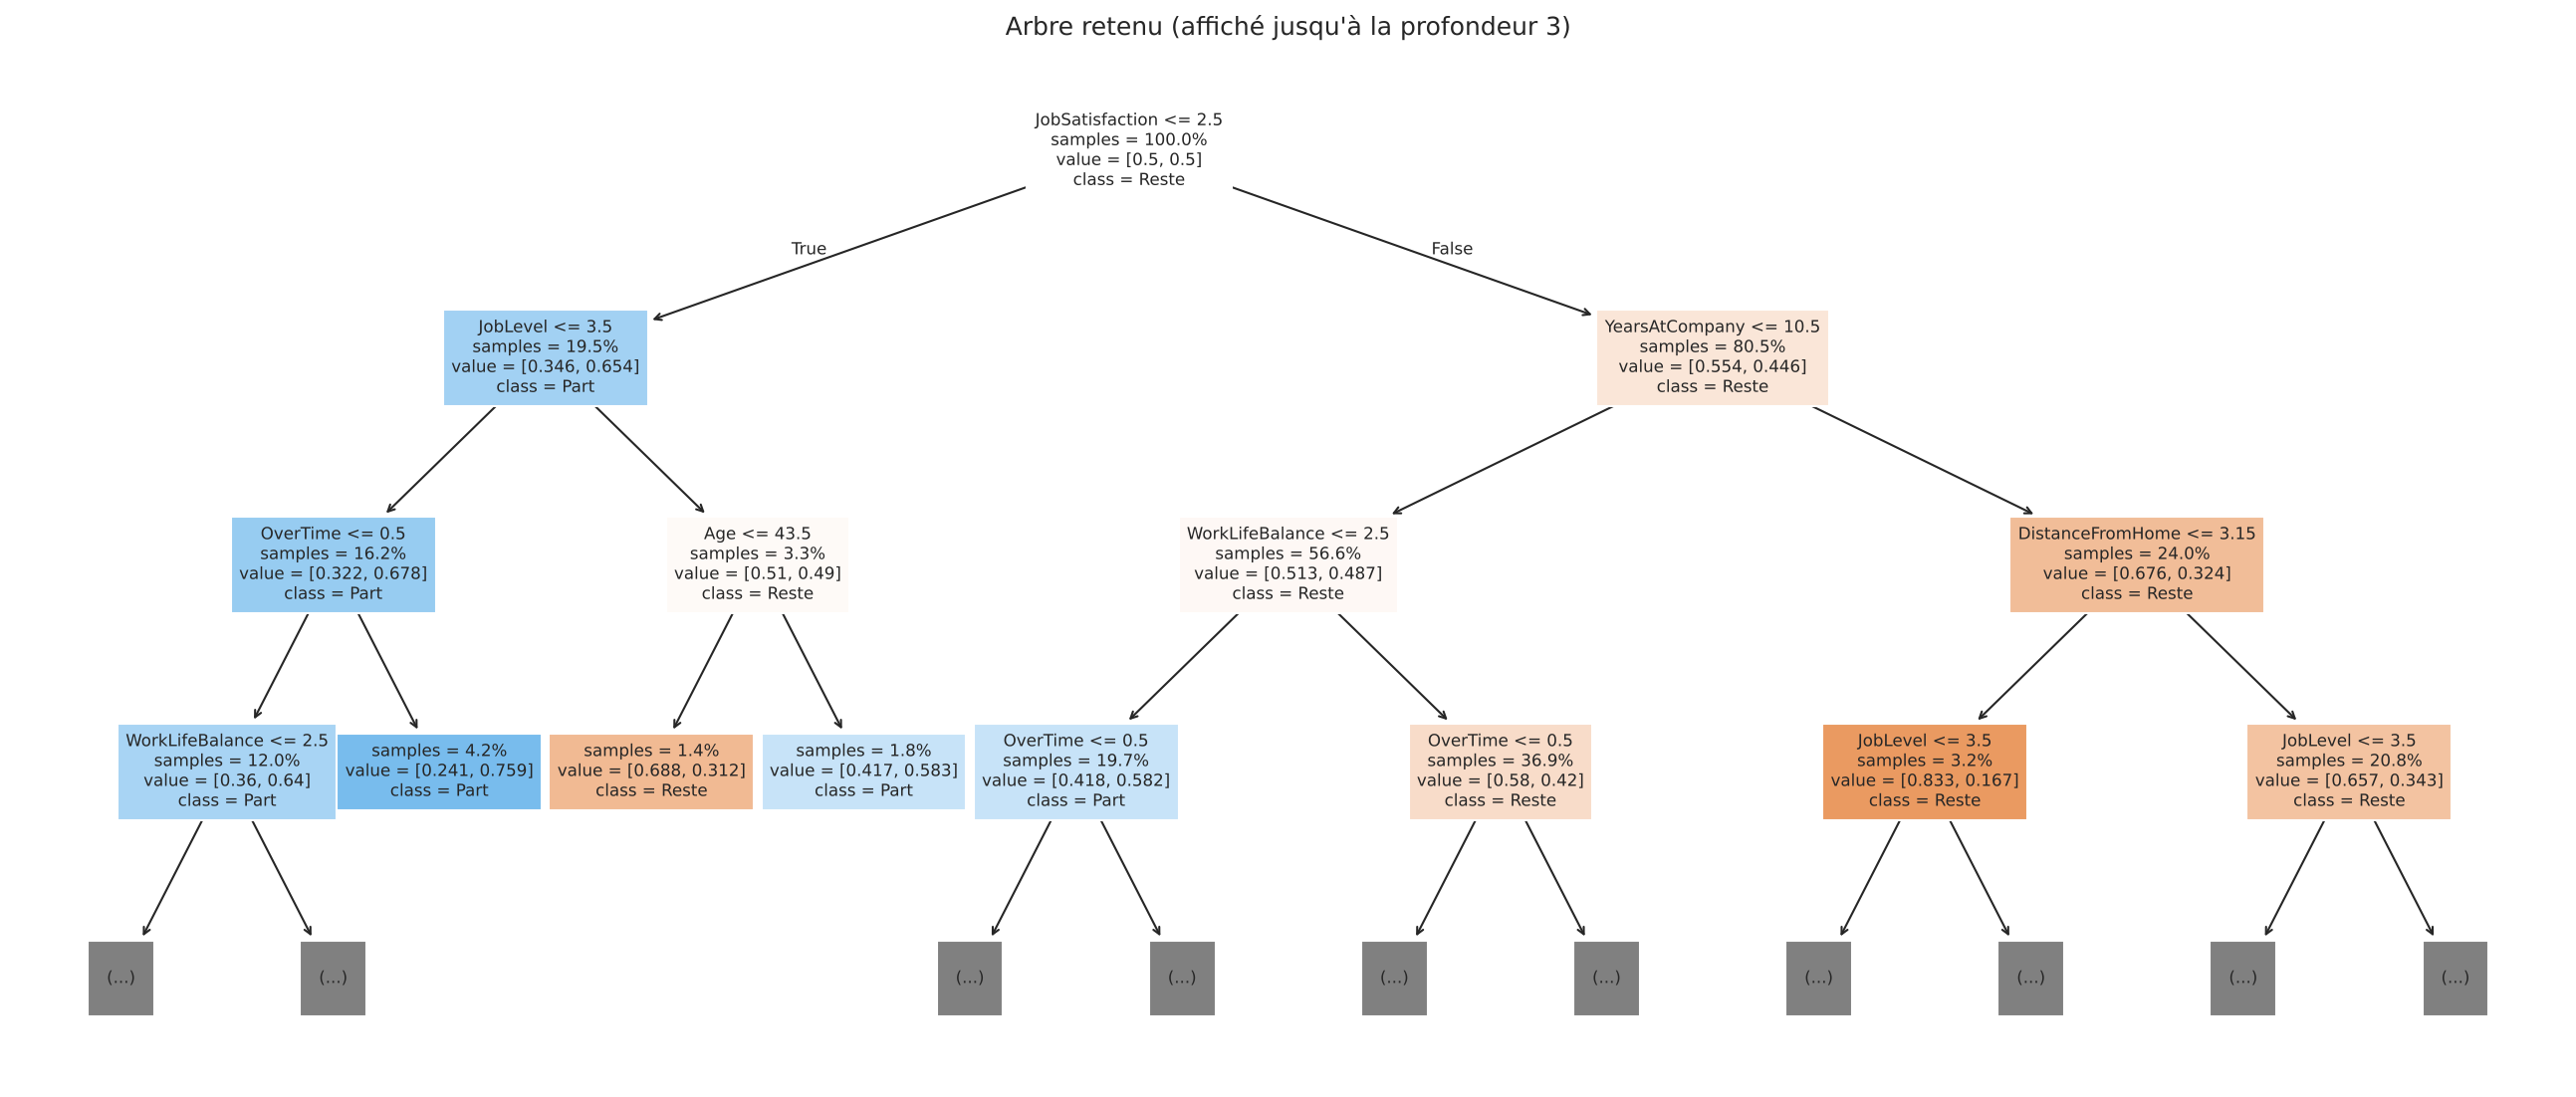 Arbre retenu (affiché jusqu'à la profondeur 3)
JobSatisfaction <= 2.5
samples = 100.0%
value = [0.5, 0.5]
class = Reste
True
False
JobLevel <= 3.5
samples = 19.5%
value = [0.346, 0.654]
class = Part
YearsAtCompany <= 10.5
samples = 80.5%
value = [0.554, 0.446]
class = Reste
OverTime <= 0.5
samples = 16.2%
value = [0.322, 0.678]
class = Part
Age <= 43.5
samples = 3.3%
value = [0.51, 0.49]
class = Reste
WorkLifeBalance <= 2.5
samples = 56.6%
value = [0.513, 0.487]
class = Reste
DistanceFromHome <= 3.15
samples = 24.0%
value = [0.676, 0.324]
class = Reste
WorkLifeBalance <= 2.5
samples = 12.0%
value = [0.36, 0.64]
class = Part
samples = 4.2%
value = [0.241, 0.759]
class = Part
samples = 1.4%
value = [0.688, 0.312]
class = Reste
samples = 1.8%
value = [0.417, 0.583]
class = Part
OverTime <= 0.5
samples = 19.7%
value = [0.418, 0.582]
class = Part
OverTime <= 0.5
samples = 36.9%
value = [0.58, 0.42]
class = Reste
JobLevel <= 3.5
samples = 3.2%
value = [0.833, 0.167]
class = Reste
JobLevel <= 3.5
samples = 20.8%
value = [0.657, 0.343]
class = Reste
(...)
(...)
(...)
(...)
(...)
(...)
(...)
(...)
(...)
(...)